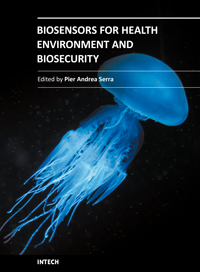 BIOSENSORS FOR HEALTH
ENVIRONMENT AND
BIOSECURITY
Edited by Pier Andrea Serra
INTECH